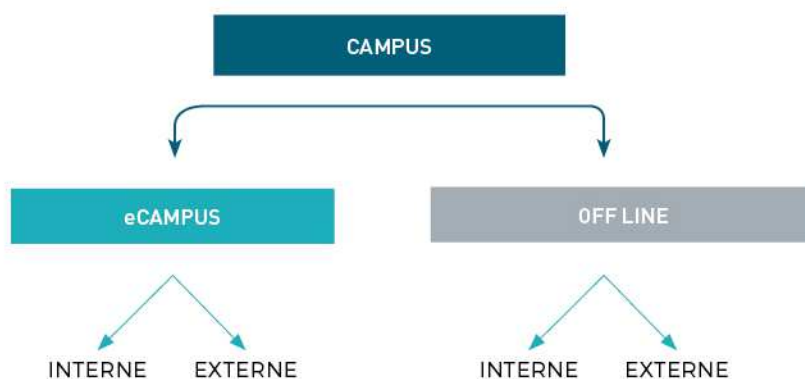 CAMPUS
eCAMPUS
OFF LINE
INTERNE
EXTERNE
INTERNE
EXTERNE